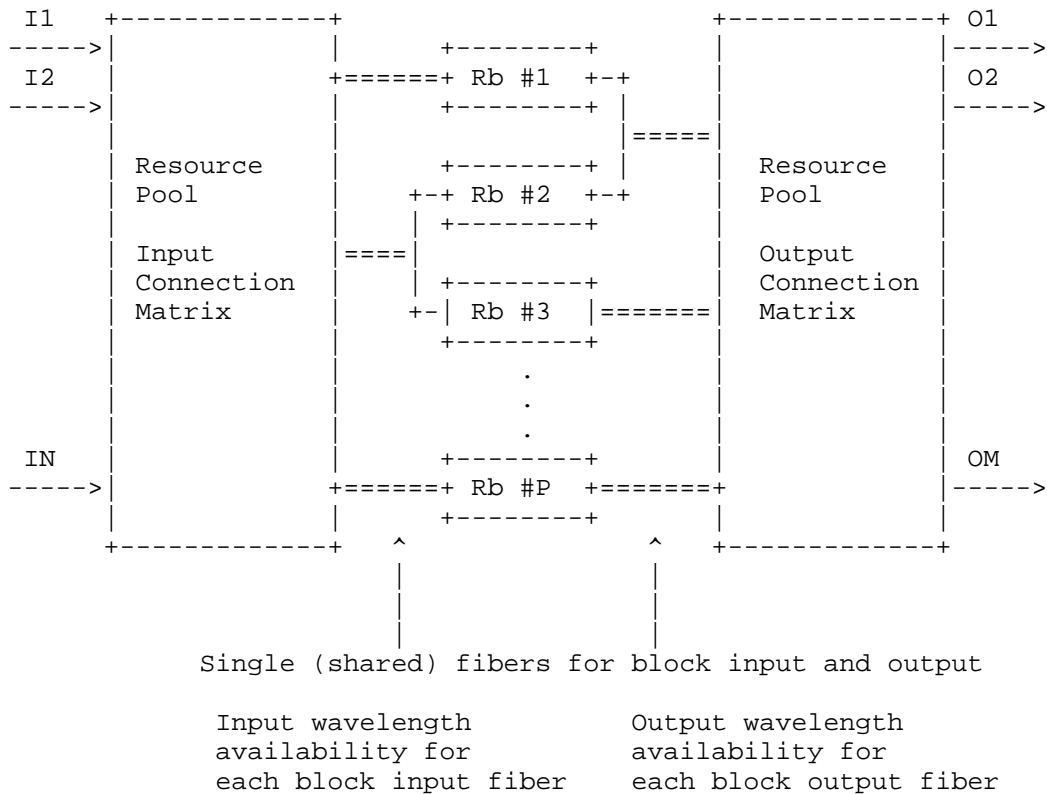 I1 +-------------+ +-------------+ O1
----->| | +--------+ | |----->
I2 | +======+ Rb #1 +-+ | | O2
----->| | +--------+ | | |----->
| | |=====| |
| Resource | +--------+ | | Resource |
| Pool | +-+ Rb #2 +-+ | Pool |
| | | +--------+ | |
| Input |====| | Output |
| Connection | | +--------+ | Connection |
| Matrix | +-| Rb #3 |=======| Matrix |
| | +--------+ | |
| | . | |
| | . | |
| | . | |
IN | | +--------+ | | OM
----->| +======+ Rb #P +=======+ |----->
| | +--------+ | |
+-------------+ ^ ^ +-------------+
| |
| |
| |
Single (shared) fibers for block input and output
Input wavelength Output wavelength
availability for availability for
each block input fiber each block output fiber